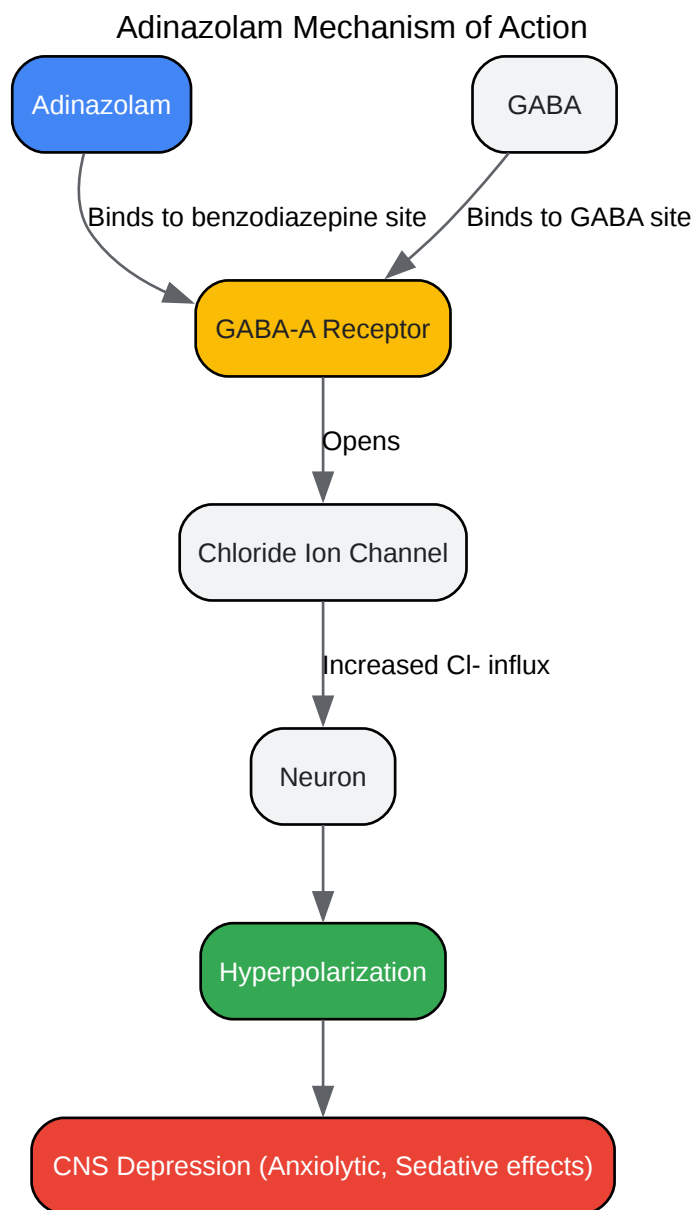 Adinazolam Mechanism of Action
Adinazolam
GABA
Binds to benzodiazepine site
Binds to GABA site
GABA-A Receptor
Opens
Chloride Ion Channel
Increased Cl- influx
Neuron
Hyperpolarization
CNS Depression (Anxiolytic, Sedative effects)